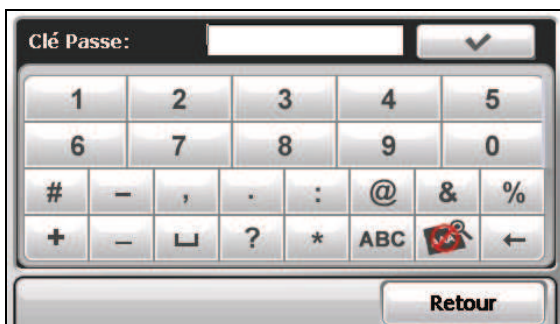 Clé Passe:
1 2 3 4 5
6 7 8 9 0
# - , . : @ & %
+ _ ? * ABC ←
Retour